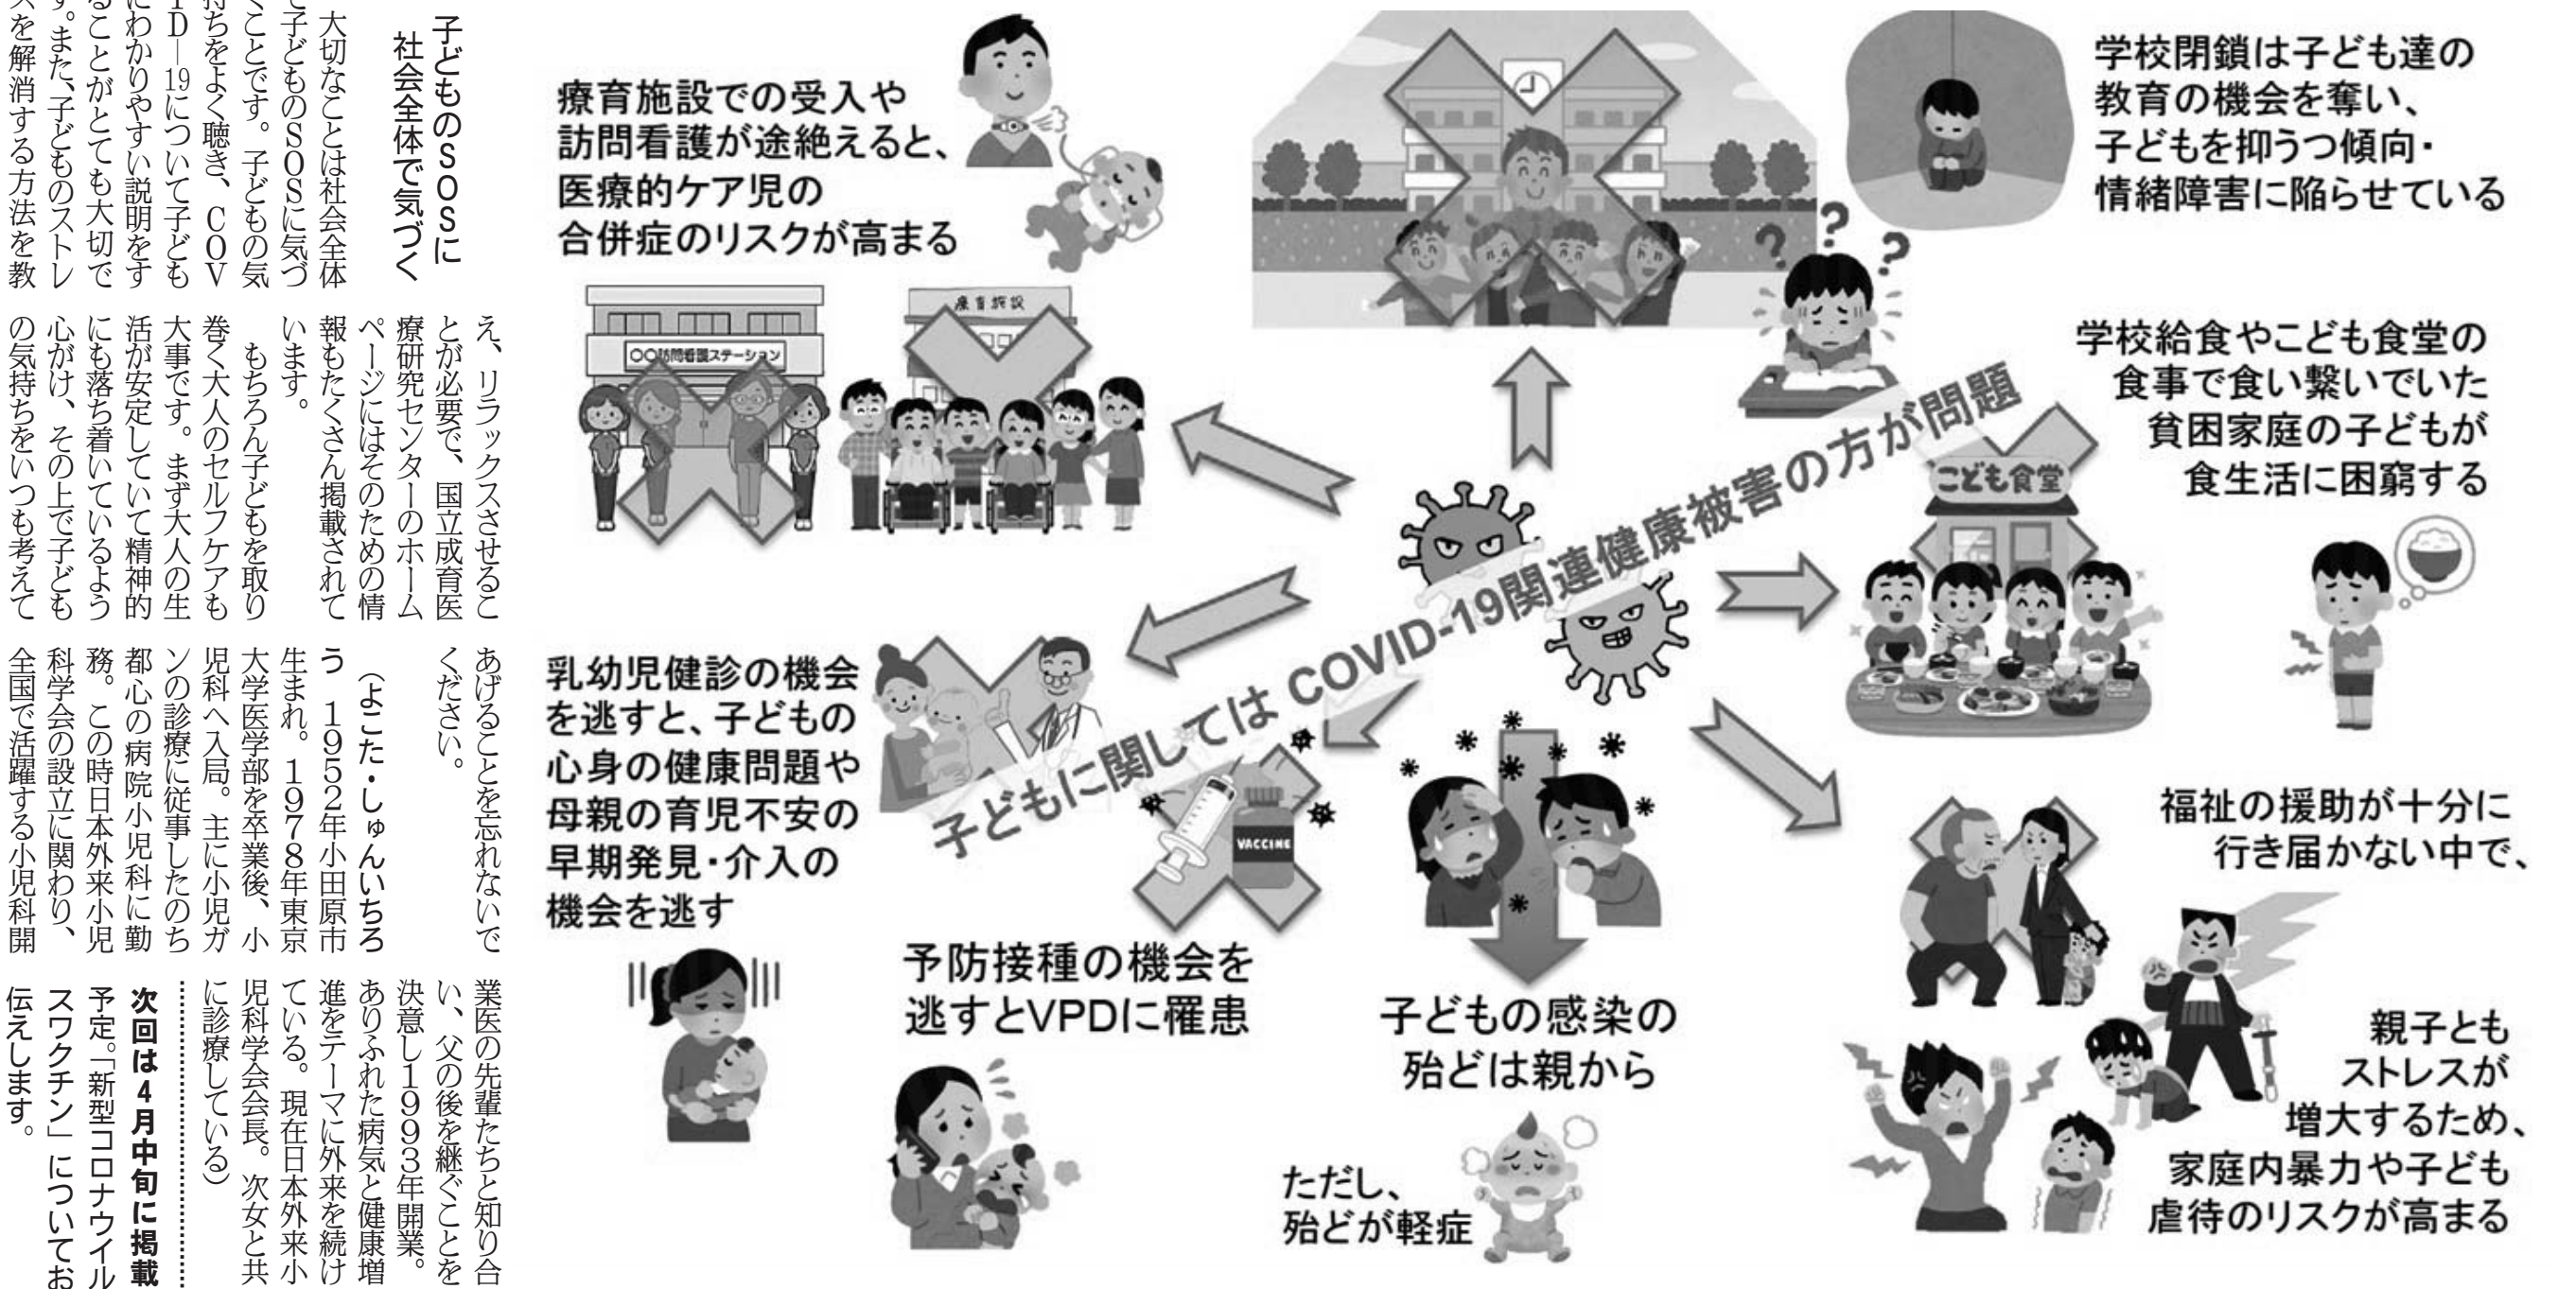 学校閉鎖は子ども達の
教育の機会を奪い、
子どもを抑うつ傾向・
情緒障害に陥らせている
療育施設での受入や
訪問看護が途絶えると、
医療的ケア児の
合併症のリスクが高まる
〇〇訪問看護ステーション
療育施設
学校給食やこども食堂の
食事で食い繋いでいた
貧困家庭の子どもが
食生活に困窮する
こども食堂
子どもに関してはCOVID-19関連健康被害の方が問題
乳幼児健診の機会
を逃すと、子どもの
心身の健康問題や
母親の育児不安の
早期発見・介入の
機会を逃す
VACCINE
予防接種の機会を
逃すとVPDに罹患
子どもの感染の
殆どは親から
ただし、
殆どが軽症
福祉の援助が十分に
行き届かない中で、
親子とも
ストレスが
増大するため、
家庭内暴力や子ども
虐待のリスクが高まる
子どものSOSに
社会全体で気づく
大切なことは社会全体
で子どものSOSに気づ
くことです。子どもの気
持ちをよく聴き、COV
ID―19について子ども
にわかりやすい説明をす
ることがとても大切で
す。また、子どものストレ
スを解消する方法を教
え、リラックスさせるこ
とが必要で、国立成育医
療研究センターのホーム
ページにはそのための情
報もたくさん掲載されて
います。
もちろん子どもを取り
巻く大人のセルフケアも
大事です。まず大人の生
活が安定していて精神的
にも落ち着いているよう
心がけ、その上で子ども
の気持ちをいつも考えて
あげることを忘れないで
ください。
（よこた・しゅんいちろ
う　1952年小田原市
生まれ。1978年東京
大学医学部を卒業後、小
児科へ入局。主に小児ガ
ンの診療に従事したのち
都心の病院小児科に勤
務。この時日本外来小児
科学会の設立に関わり、
全国で活躍する小児科開
業医の先輩たちと知り合
い、父の後を継ぐことを
決意し1993年開業。
ありふれた病気と健康増
進をテーマに外来を続け
ている。現在日本外来小
児科学会会長。次女と共
に診療している）
次回は4月中旬に掲載
予定。「新型コロナウイル
スワクチン」についてお
伝えします。